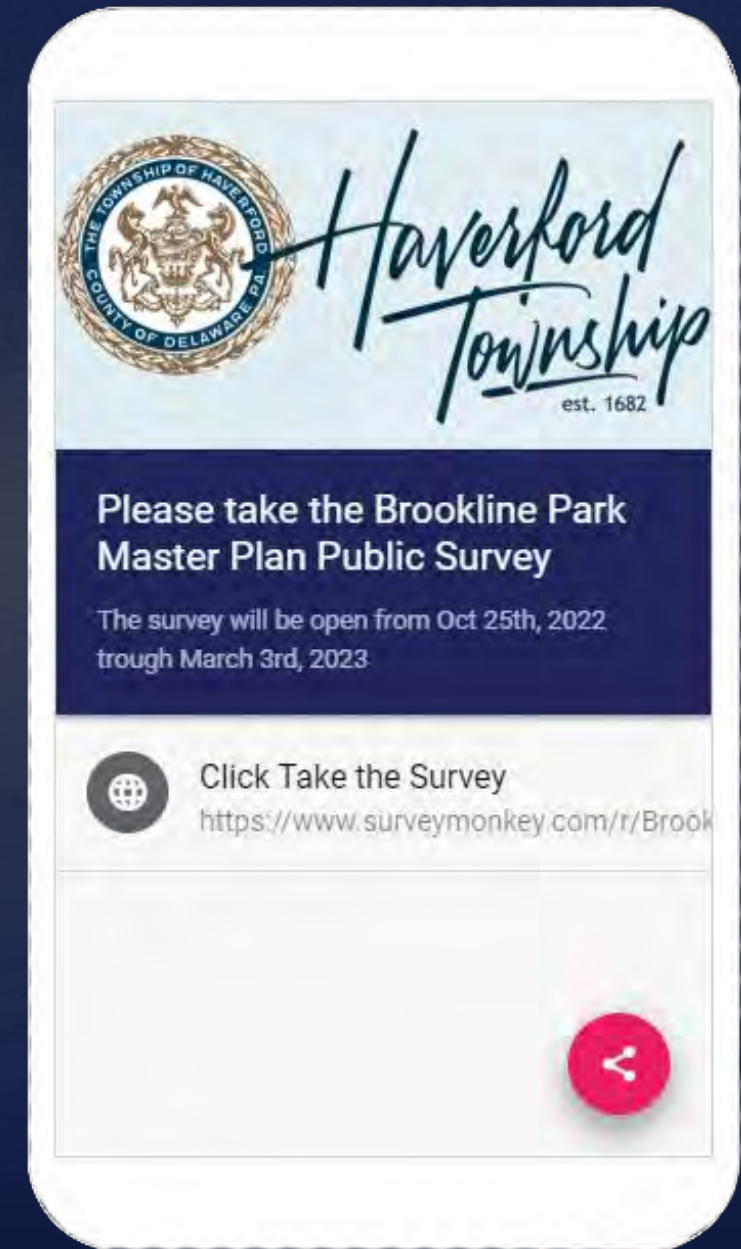 THE TOWNSHIP OF HAVERFORD
COUNTY OF DELAWARE PA.
Haverford
Township
est. 1682
Please take the Brookline Park
Master Plan Public Survey
The survey will be open from Oct 25th, 2022
trough March 3rd, 2023
Click Take the Survey
https://www.surveymonkey.com/r/Brook